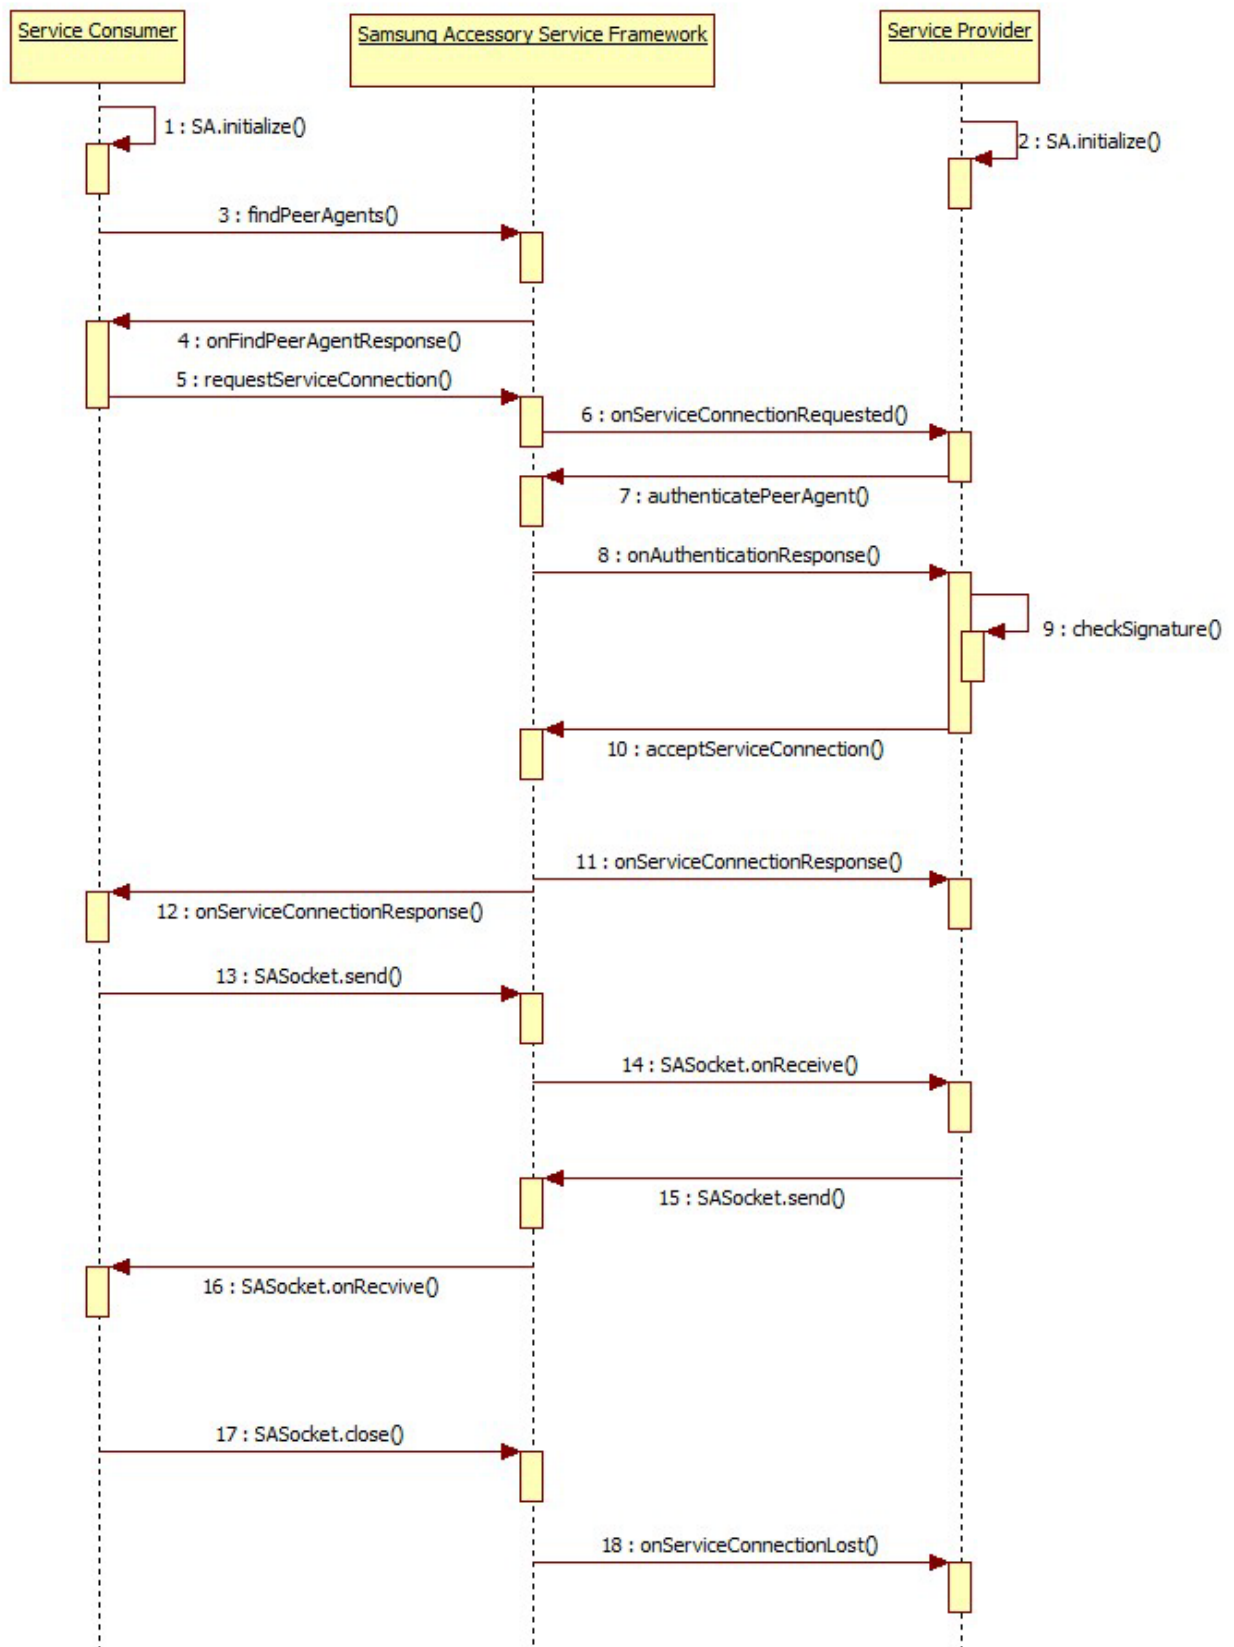 Service Consumer
Samsung Accessory Service Framework
Service Provider
1 : SA.initialize()
2 : SA.initialize()
3 : findPeerAgents()
4 : onFindPeerAgentResponse()
5 : requestServiceConnection()
6 : onServiceConnectionRequested()
7 : authenticatePeerAgent()
8 : onAuthenticationResponse()
9 : checkSignature()
10 : acceptServiceConnection()
11 : onServiceConnectionResponse()
12 : onServiceConnectionResponse()
13 : SASocket.send()
14 : SASocket.onReceive()
15 : SASocket.send()
16 : SASocket.onRecvive()
17 : SASocket.close()
18 : onServiceConnectionLost()